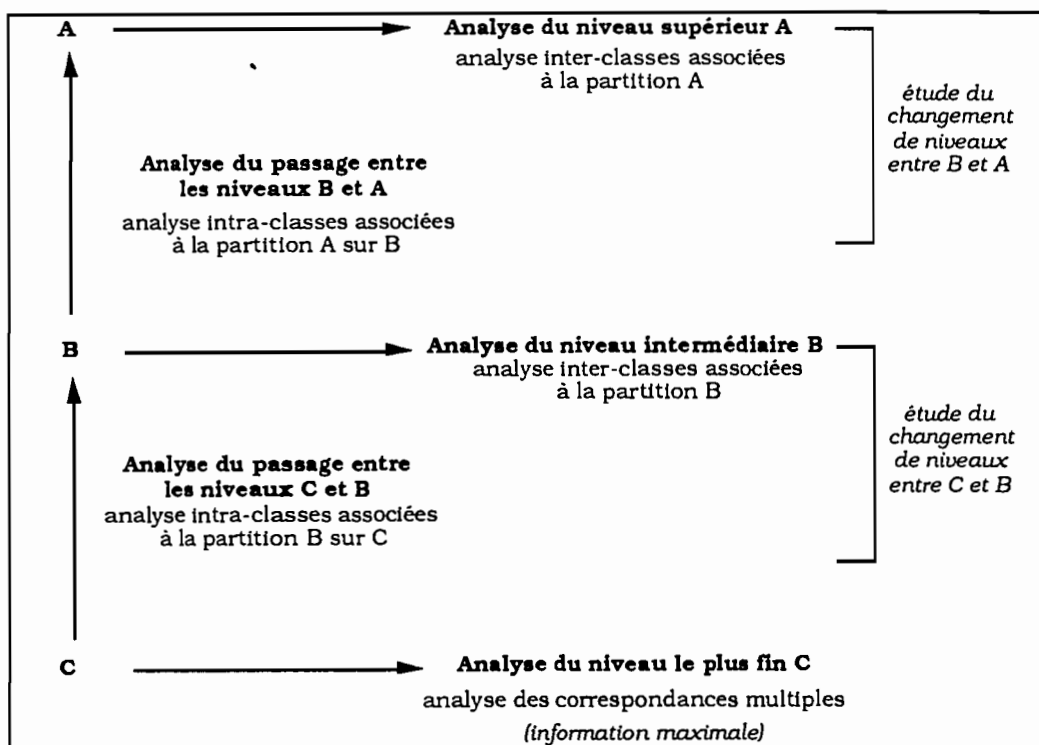 A
Analyse du niveau supérieur A
analyse inter-classes associées
à la partition A
étude du
changement
de niveaux
entre B et A
Analyse du passage entre
les niveaux B et A
analyse intra-classes associées
à la partition A sur B
B
Analyse du niveau intermédiaire B
analyse inter-classes associées
à la partition B
étude du
changement
de niveaux
entre C et B
Analyse du passage entre
les niveaux C et B
analyse intra-classes associées
à la partition B sur C
C
Analyse du niveau le plus fin C
analyse des correspondances multiples
(information maximale)